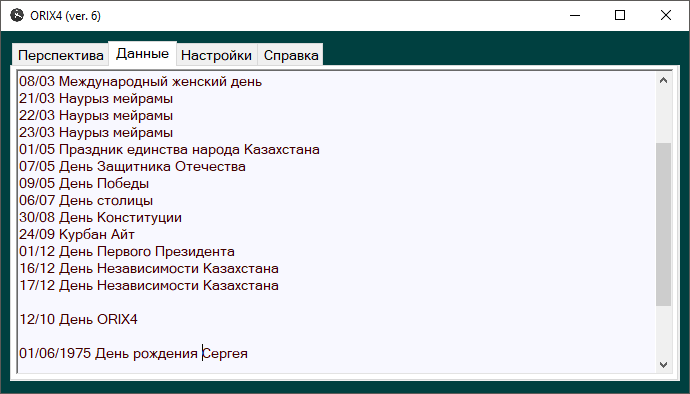 ORIX4 (ver. 6)
Перспектива Данные Настройки Справка
08/03 Международный женский день
21/03 Наурыз мейрамы
22/03 Наурыз мейрамы
23/03 Наурыз мейрамы
01/05 Праздник единства народа Казахстана
07/05 День Защитника Отечества
09/05 День Победы
06/07 День столицы
30/08 День Конституции
24/09 Курбан Айт
01/12 День Первого Президента
16/12 День Независимости Казахстана
17/12 День Независимости Казахстана
12/10 День ORIX4
01/06/1975 День рождения Сергея